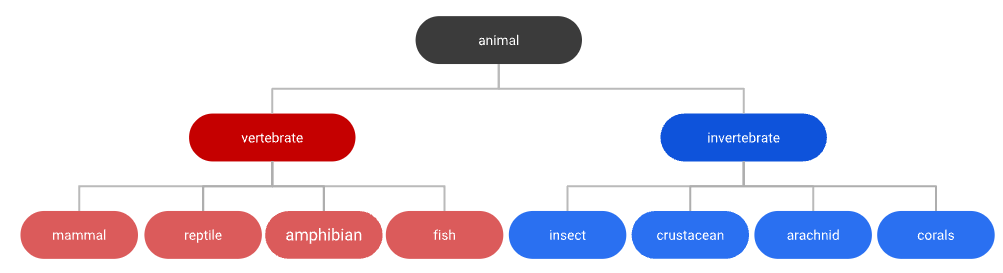 animal
vertebrate
invertebrate
mammal
reptile
amphibian
fish
insect
crustacean
arachnid
corals